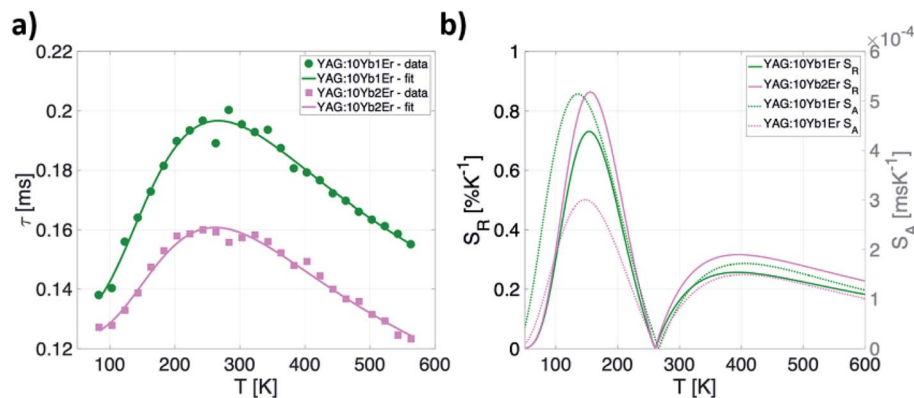 a)
0.22
0.2
0.18
0.16
0.14
0.12
τ [ms]
100 200 300 400 500 600
T [K]
YAG:10Yb1Er - data
YAG:10Yb1Er - fit
YAG:10Yb2Er - data
YAG:10Yb2Er - fit
b)
1
0.8
0.6
0.4
0.2
0
S_R [%K⁻¹]
100 200 300 400 500 600
T [K]
×10⁻⁴
6
5
4
3
2
1
0
S_A [msK⁻¹]
YAG:10Yb1Er S_R
YAG:10Yb2Er S_R
YAG:10Yb1Er S_A
YAG:10Yb1Er S_A